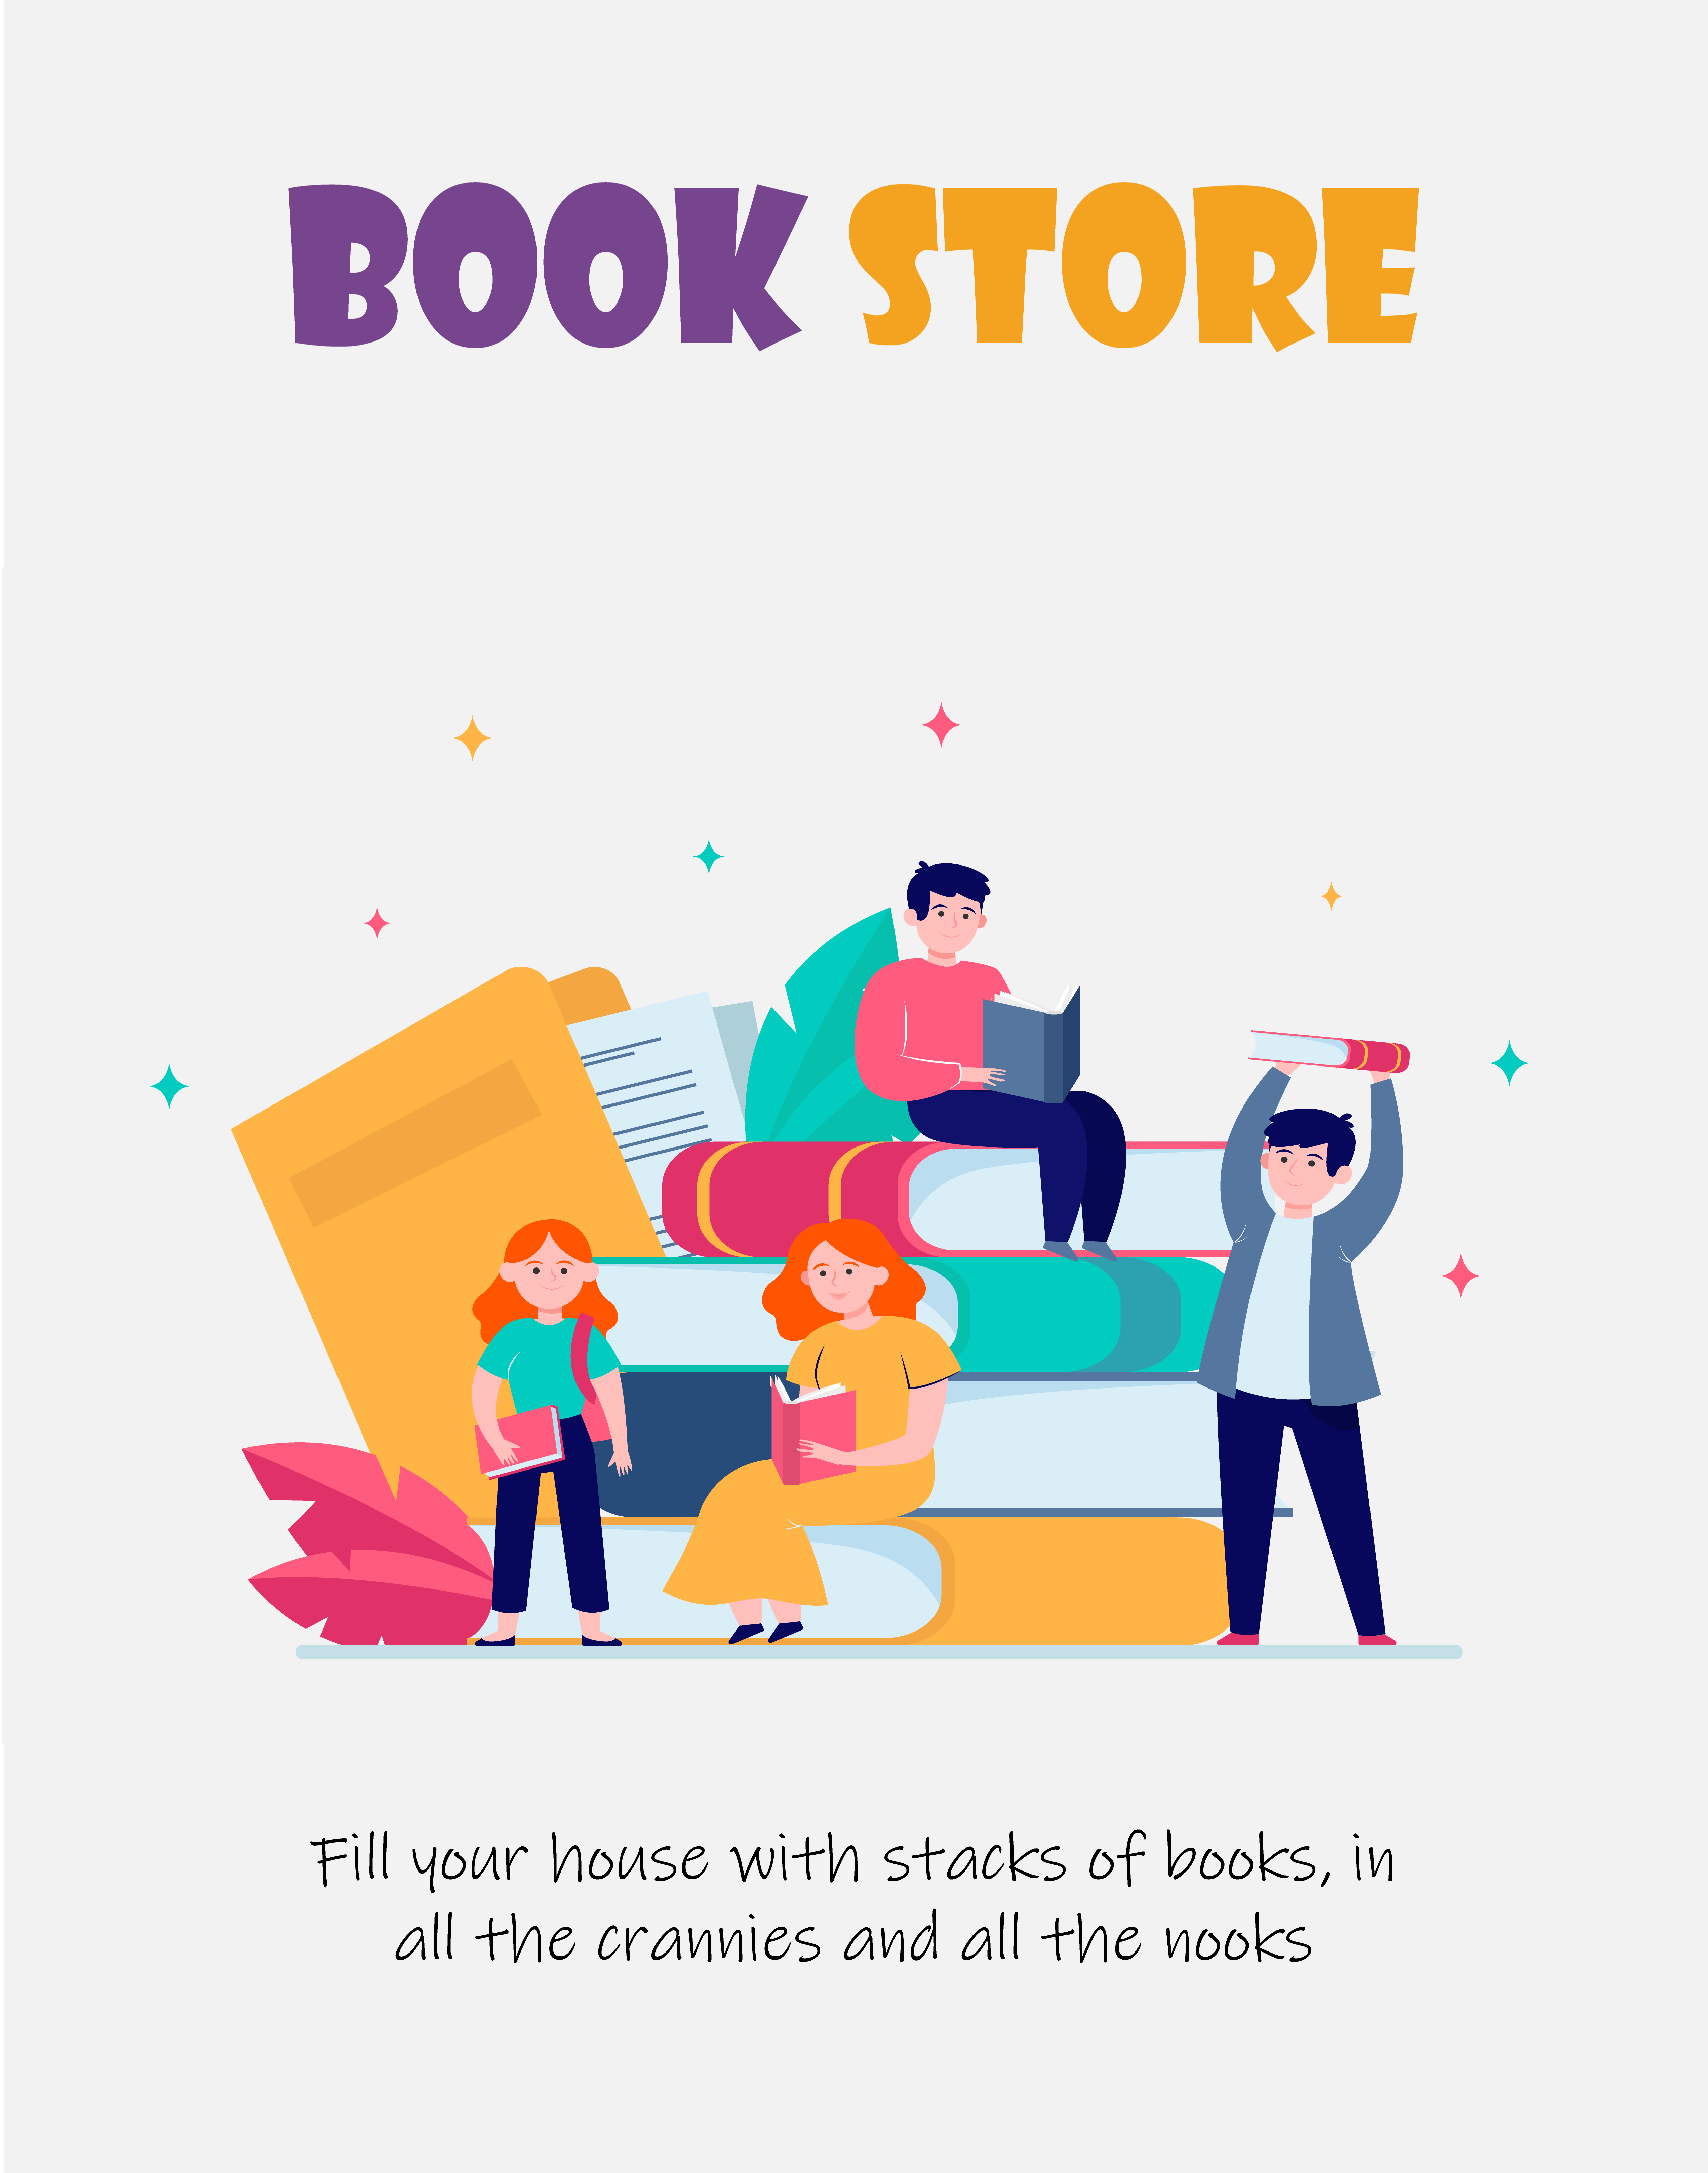 BOOK STORE
Fill your house with stacks of books, in
all the crannies and all the nooks